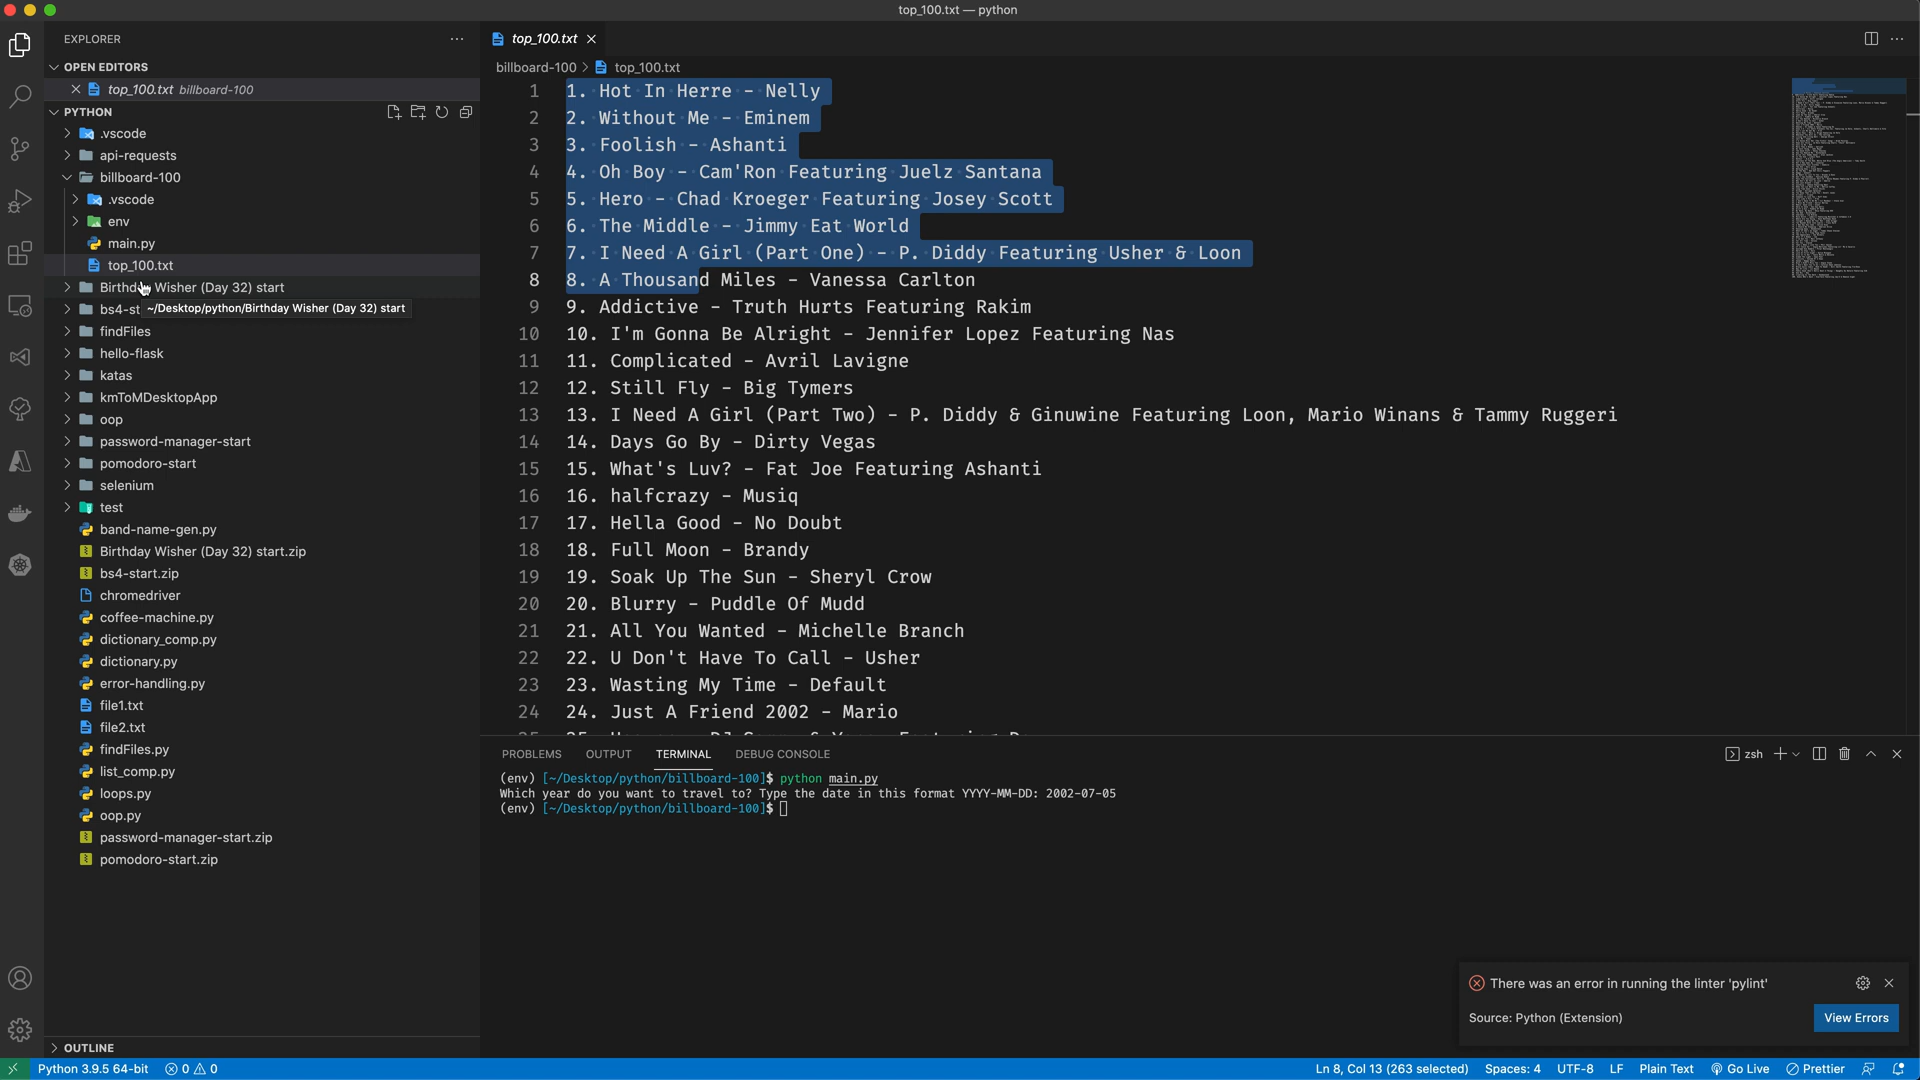 top_100.txt — python
EXPLORER
OPEN EDITORS
top_100.txt billboard-100
PYTHON
.vscode
api-requests
billboard-100
.vscode
env
main.py
top_100.txt
Birthday Wisher (Day 32) start
bs4-st
~/Desktop/python/Birthday Wisher (Day 32) start
findFiles
hello-flask
katas
kmToMDesktopApp
oop
password-manager-start
pomodoro-start
selenium
test
band-name-gen.py
Birthday Wisher (Day 32) start.zip
bs4-start.zip
chromedriver
coffee-machine.py
dictionary_comp.py
dictionary.py
error-handling.py
file1.txt
file2.txt
findFiles.py
list_comp.py
loops.py
oop.py
password-manager-start.zip
pomodoro-start.zip
OUTLINE
top_100.txt
billboard-100 > top_100.txt
1 1. Hot In Herre - Nelly
2 2. Without Me - Eminem
3 3. Foolish - Ashanti
4 4. Oh Boy - Cam'Ron Featuring Juelz Santana
5 5. Hero - Chad Kroeger Featuring Josey Scott
6 6. The Middle - Jimmy Eat World
7 7. I Need A Girl (Part One) - P. Diddy Featuring Usher & Loon
8 8. A Thousand Miles - Vanessa Carlton
9 9. Addictive - Truth Hurts Featuring Rakim
10 10. I'm Gonna Be Alright - Jennifer Lopez Featuring Nas
11 11. Complicated - Avril Lavigne
12 12. Still Fly - Big Tymers
13 13. I Need A Girl (Part Two) - P. Diddy & Ginuwine Featuring Loon, Mario Winans & Tammy Ruggeri
14 14. Days Go By - Dirty Vegas
15 15. What's Luv? - Fat Joe Featuring Ashanti
16 16. halfcrazy - Musiq
17 17. Hella Good - No Doubt
18 18. Full Moon - Brandy
19 19. Soak Up The Sun - Sheryl Crow
20 20. Blurry - Puddle Of Mudd
21 21. All You Wanted - Michelle Branch
22 22. U Don't Have To Call - Usher
23 23. Wasting My Time - Default
24 24. Just A Friend 2002 - Mario
PROBLEMS OUTPUT TERMINAL DEBUG CONSOLE
zsh
(env) [~/Desktop/python/billboard-100]$ python main.py
Which year do you want to travel to? Type the date in this format YYYY-MM-DD: 2002-07-05
(env) [~/Desktop/python/billboard-100]$
There was an error in running the linter 'pylint'
Source: Python (Extension)
View Errors
Python 3.9.5 64-bit 0 0 Ln 8, Col 13 (263 selected) Spaces: 4 UTF-8 LF Plain Text Go Live Prettier